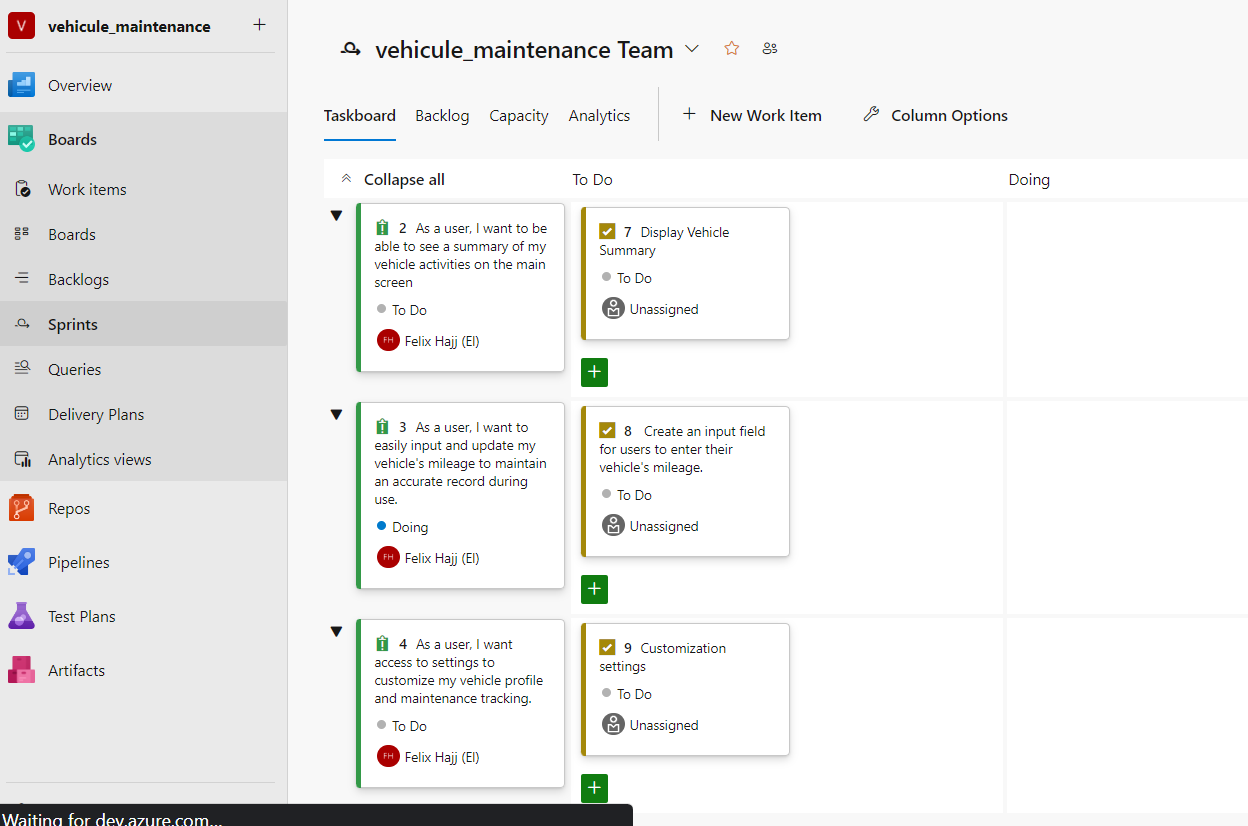 V vehicule_maintenance +
Overview
Boards
Work items
Boards
Backlogs
Sprints
Queries
Delivery Plans
Analytics views
Repos
Pipelines
Test Plans
Artifacts
vehicule_maintenance Team
Taskboard Backlog Capacity Analytics + New Work Item Column Options
Collapse all To Do Doing
2 As a user, I want to be
able to see a summary of my
vehicle activities on the main
screen
To Do
FH Felix Hajj (El)
7 Display Vehicle
Summary
To Do
Unassigned
+
3 As a user, I want to
easily input and update my
vehicle's mileage to maintain
an accurate record during
use.
Doing
FH Felix Hajj (El)
8 Create an input field
for users to enter their
vehicle's mileage.
To Do
Unassigned
+
4 As a user, I want
access to settings to
customize my vehicle profile
and maintenance tracking.
To Do
FH Felix Hajj (El)
9 Customization
settings
To Do
Unassigned
+
Waiting for dev.azure.com...